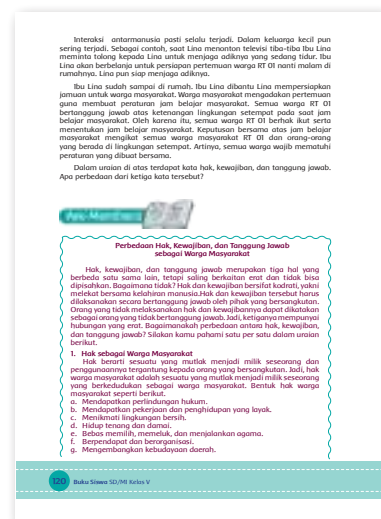 Interaksi antarmanusia pasti selalu terjadi. Dalam keluarga kecil pun
sering terjadi. Sebagai contoh, saat Lina menonton televisi tiba-tiba Ibu Lina
meminta tolong kepada Lina untuk menjaga adiknya yang sedang tidur. Ibu
Lina akan berbelanja untuk persiapan pertemuan warga RT 01 nanti malam di
rumahnya. Lina pun siap menjaga adiknya.
Ibu Lina sudah sampai di rumah. Ibu Lina dibantu Lina mempersiapkan
jamuan untuk warga masyarakat. Warga masyarakat mengadakan pertemuan
guna membuat peraturan jam belajar masyarakat. Semua warga RT 01
bertanggung jawab atas ketenangan lingkungan setempat pada saat jam
belajar masyarakat. Oleh karena itu, semua warga RT 01 berhak ikut serta
menentukan jam belajar masyarakat. Keputusan bersama atas jam belajar
masyarakat mengikat semua warga masyarakat RT 01 dan orang-orang
yang berada di lingkungan setempat. Artinya, semua warga wajib mematuhi
peraturan yang dibuat bersama.
Dalam uraian di atas terdapat kata hak, kewajiban, dan tanggung jawab.
Apa perbedaan dari ketiga kata tersebut?
Ayo Membaca
Perbedaan Hak, Kewajiban, dan Tanggung Jawab
sebagai Warga Masyarakat
Hak, kewajiban, dan tanggung jawab merupakan tiga hal yang
berbeda satu sama lain, tetapi saling berkaitan erat dan tidak bisa
dipisahkan. Bagaimana tidak? Hak dan kewajiban bersifat kodrati, yakni
melekat bersama kelahiran manusia.Hak dan kewajiban tersebut harus
dilaksanakan secara bertanggung jawab oleh pihak yang bersangkutan.
Orang yang tidak melaksanakan hak dan kewajibannya dapat dikatakan
sebagai orang yang tidak bertanggung jawab. Jadi, ketiganya mempunyai
hubungan yang erat. Bagaimanakah perbedaan antara hak, kewajiban,
dan tanggung jawab? Silakan kamu pahami satu per satu dalam uraian
berikut.
1. Hak sebagai Warga Masyarakat
Hak berarti sesuatu yang mutlak menjadi milik seseorang dan
penggunaannya tergantung kepada orang yang bersangkutan. Jadi, hak
warga masyarakat adalah sesuatu yang mutlak menjadi milik seseorang
yang berkedudukan sebagai warga masyarakat. Bentuk hak warga
masyarakat seperti berikut.
a. Mendapatkan perlindungan hukum.
b. Mendapatkan pekerjaan dan penghidupan yang layak.
c. Menikmati lingkungan bersih.
d. Hidup tenang dan damai.
e. Bebas memilih, memeluk, dan menjalankan agama.
f. Berpendapat dan berorganisasi.
g. Mengembangkan kebudayaan daerah.
120 Buku Siswa SD/MI Kelas V